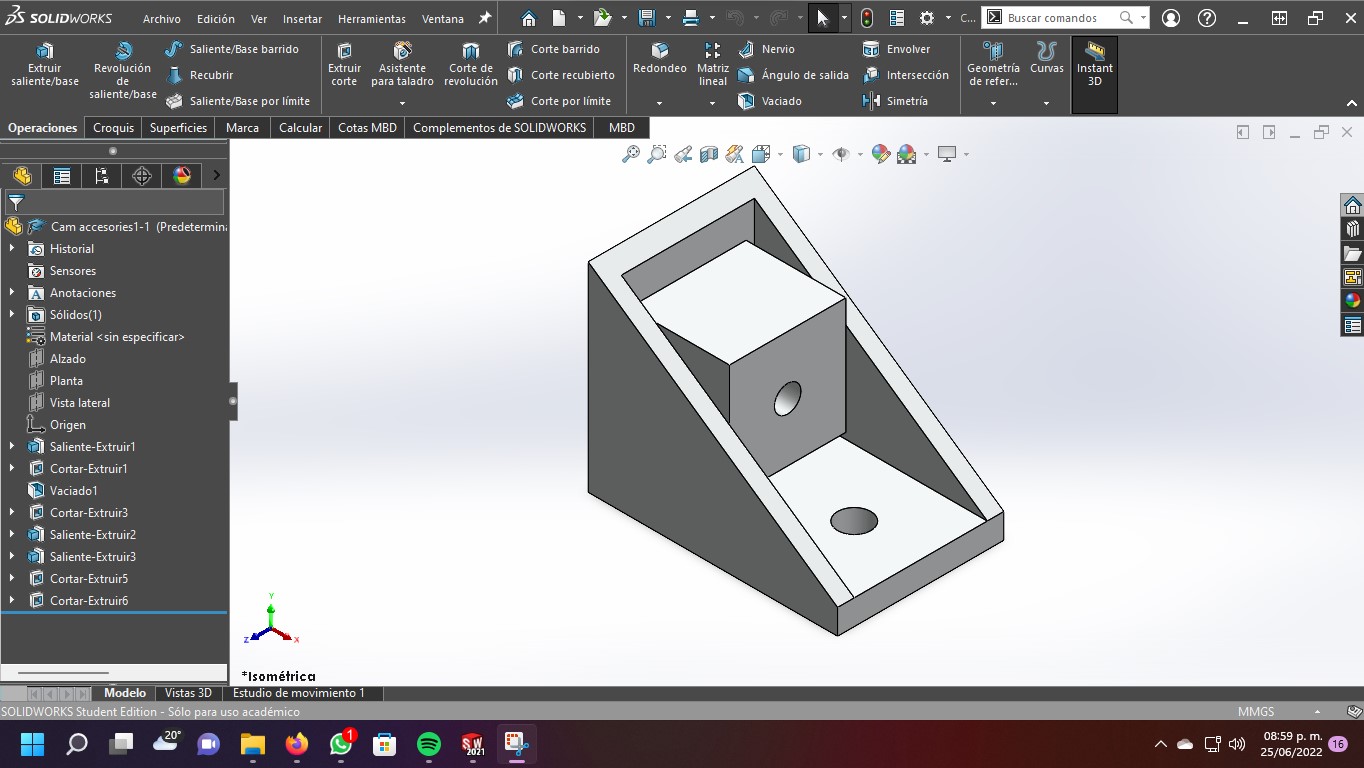 SOLIDWORKS
Archivo Edición Ver Insertar Herramientas Ventana
C... Buscar comandos
Extruir saliente/base
Revolución de saliente/base
Saliente/Base barrido
Recubrir
Saliente/Base por límite
Extruir corte
Asistente para taladro
Corte de revolución
Corte barrido
Corte recubierto
Corte por límite
Redondeo
Matriz lineal
Nervio
Ángulo de salida
Vaciado
Envolver
Intersección
Simetría
Geometría de refer...
Curvas
Instant 3D
Operaciones Croquis Superficies Marca Calcular Cotas MBD Complementos de SOLIDWORKS MBD
Cam accesories1-1 (Predetermina
Historial
Sensores
A Anotaciones
Sólidos(1)
Material <sin especificar>
Alzado
Planta
Vista lateral
Origen
Saliente-Extruir1
Cortar-Extruir1
Vaciado1
Cortar-Extruir3
Saliente-Extruir2
Saliente-Extruir3
Cortar-Extruir5
Cortar-Extruir6
Y
Z X
*Isométrica
Modelo Vistas 3D Estudio de movimiento 1
SOLIDWORKS Student Edition - Sólo para uso académico MMGS
20° 1 SW 2021 08:59 p. m.
25/06/2022 16